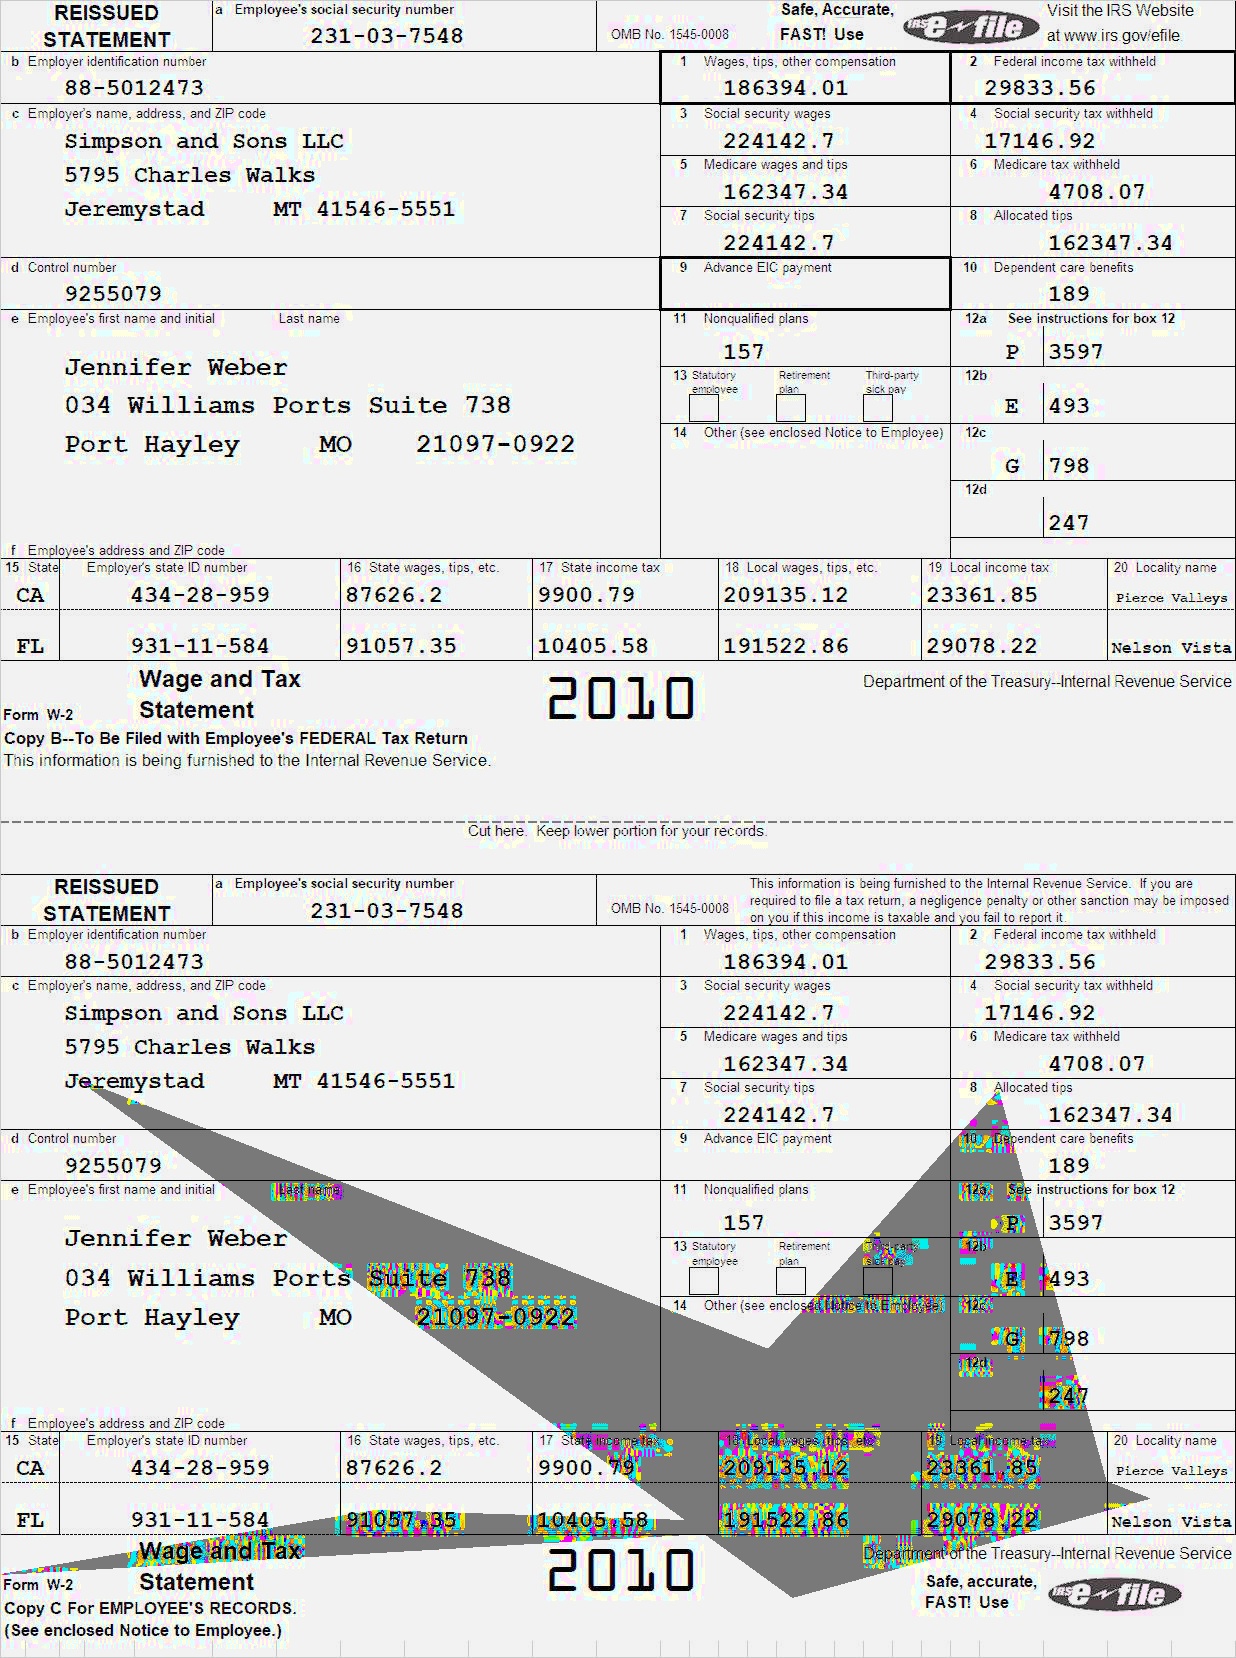 REISSUED STATEMENT
a Employee's social security number
231-03-7548
OMB No. 1545-0008
Safe, Accurate, FAST! Use
IRS e-file
Visit the IRS Website at www.irs.gov/efile
b Employer identification number
88-5012473
1 Wages, tips, other compensation
186394.01
2 Federal income tax withheld
29833.56
c Employer's name, address, and ZIP code
Simpson and Sons LLC
5795 Charles Walks
Jeremystad MT 41546-5551
3 Social security wages
224142.7
4 Social security tax withheld
17146.92
5 Medicare wages and tips
162347.34
6 Medicare tax withheld
4708.07
7 Social security tips
224142.7
8 Allocated tips
162347.34
d Control number
9255079
9 Advance EIC payment
10 Dependent care benefits
189
e Employee's first name and initial Last name
Jennifer Weber
034 Williams Ports Suite 738
Port Hayley MO 21097-0922
11 Nonqualified plans
157
12a See instructions for box 12
P 3597
13 Statutory employee Retirement plan Third-party sick pay
12b
E 493
14 Other (see enclosed Notice to Employee)
12c
G 798
12d
247
f Employee's address and ZIP code
15 State Employer's state ID number 16 State wages, tips, etc. 17 State income tax 18 Local wages, tips, etc. 19 Local income tax 20 Locality name
CA 434-28-959 87626.2 9900.79 209135.12 23361.85 Pierce Valleys
FL 931-11-584 91057.35 10405.58 191522.86 29078.22 Nelson Vista
Form W-2 Wage and Tax Statement
2010
Department of the Treasury--Internal Revenue Service
Copy B--To Be Filed with Employee's FEDERAL Tax Return
This information is being furnished to the Internal Revenue Service.
Cut here. Keep lower portion for your records.
REISSUED STATEMENT
a Employee's social security number
231-03-7548
OMB No. 1545-0008
This information is being furnished to the Internal Revenue Service. If you are
required to file a tax return, a negligence penalty or other sanction may be imposed
on you if this income is taxable and you fail to report it.
b Employer identification number
88-5012473
1 Wages, tips, other compensation
186394.01
2 Federal income tax withheld
29833.56
c Employer's name, address, and ZIP code
Simpson and Sons LLC
5795 Charles Walks
Jeremystad MT 41546-5551
3 Social security wages
224142.7
4 Social security tax withheld
17146.92
5 Medicare wages and tips
162347.34
6 Medicare tax withheld
4708.07
7 Social security tips
224142.7
8 Allocated tips
162347.34
d Control number
9255079
9 Advance EIC payment
10 Dependent care benefits
189
e Employee's first name and initial Last name
Jennifer Weber
034 Williams Ports Suite 738
Port Hayley MO 21097-0922
11 Nonqualified plans
157
12a See instructions for box 12
P 3597
13 Statutory employee Retirement plan Third-party sick pay
12b
E 493
14 Other (see enclosed Notice to Employee)
12c
G 798
12d
247
f Employee's address and ZIP code
15 State Employer's state ID number 16 State wages, tips, etc. 17 State income tax 18 Local wages, tips, etc. 19 Local income tax 20 Locality name
CA 434-28-959 87626.2 9900.79 209135.12 23361.85 Pierce Valleys
FL 931-11-584 91057.35 10405.58 191522.86 29078.22 Nelson Vista
Form W-2 Wage and Tax Statement
2010
Department of the Treasury--Internal Revenue Service
Copy C For EMPLOYEE'S RECORDS.
(See enclosed Notice to Employee.)
Safe, accurate, FAST! Use
IRS e-file